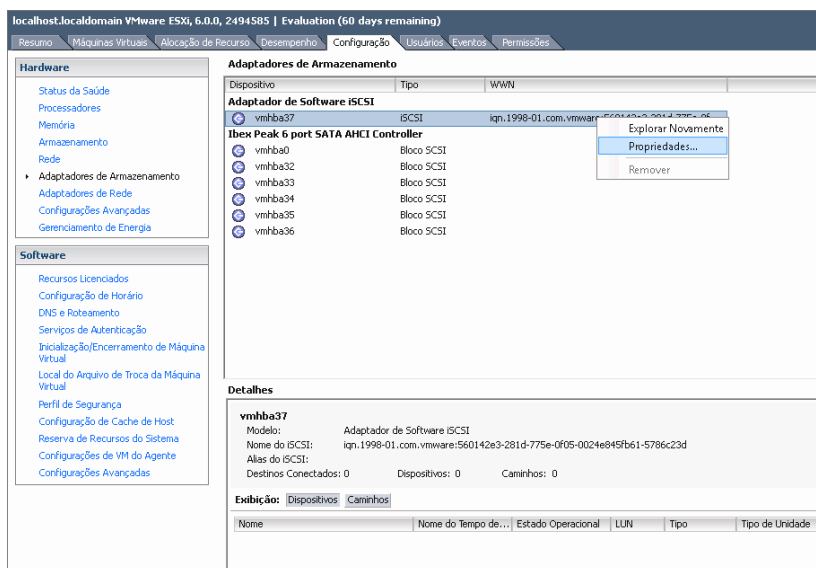 localhost.localdomain VMware ESXi, 6.0.0, 2494585 | Evaluation (60 days remaining)
Resumo Máquinas Virtuais Alocação de Recurso Desempenho Configuração Usuários Eventos Permissões
Hardware
Status da Saúde
Processadores
Memória
Armazenamento
Rede
Adaptadores de Armazenamento
Adaptadores de Rede
Configurações Avançadas
Gerenciamento de Energia
Software
Recursos Licenciados
Configuração de Horário
DNS e Roteamento
Serviços de Autenticação
Inicialização/Encerramento de Máquina
Virtual
Local do Arquivo de Troca da Máquina
Virtual
Perfil de Segurança
Configuração de Cache de Host
Reserva de Recursos do Sistema
Configurações de VM do Agente
Configurações Avançadas
Adaptadores de Armazenamento
Dispositivo Tipo WWN
Adaptador de Software iSCSI
vmhba37 iSCSI iqn.1998-01.com.vmware:
Ibex Peak 6 port SATA AHCI Controller
vmhba0 Bloco SCSI
vmhba32 Bloco SCSI
vmhba33 Bloco SCSI
vmhba34 Bloco SCSI
vmhba35 Bloco SCSI
vmhba36 Bloco SCSI
Explorar Novamente
Propriedades...
Remover
Detalhes
vmhba37
Modelo: Adaptador de Software iSCSI
Nome do iSCSI: iqn.1998-01.com.vmware:560142e3-281d-775e-0f05-0024e845fb61-5786c23d
Alias do iSCSI:
Destinos Conectados: 0 Dispositivos: 0 Caminhos: 0
Exibição: Dispositivos Caminhos
Nome Nome do Tempo de... Estado Operacional LUN Tipo Tipo de Unidade